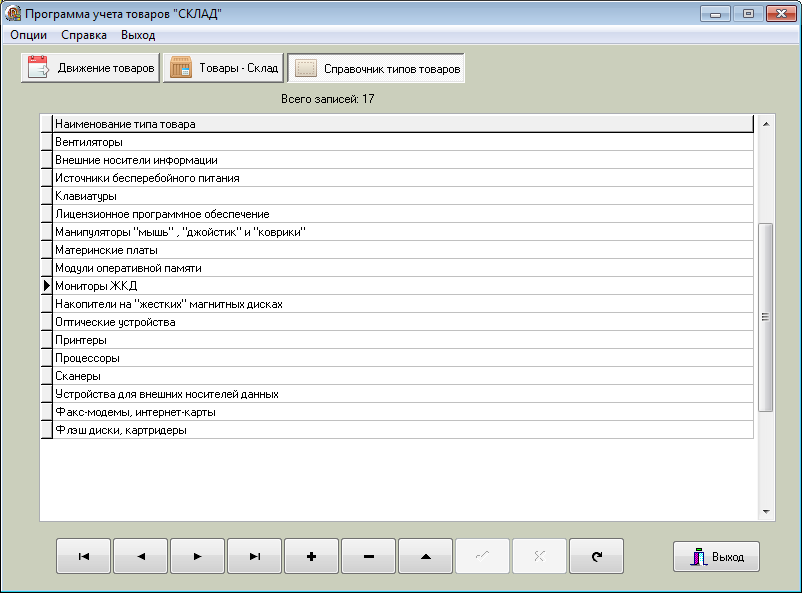 Программа учета товаров "СКЛАД"
Опции Справка Выход
Движение товаров Товары - Склад Справочник типов товаров
Всего записей: 17
Наименование типа товара
Вентиляторы
Внешние носители информации
Источники бесперебойного питания
Клавиатуры
Лицензионное программное обеспечение
Манипуляторы "мышь" , "джойстик" и "коврики"
Материнские платы
Модули оперативной памяти
Мониторы ЖКД
Накопители на "жестких" магнитных дисках
Оптические устройства
Принтеры
Процессоры
Сканеры
Устройства для внешних носителей данных
Факс-модемы, интернет-карты
Флэш диски, картридеры
Выход